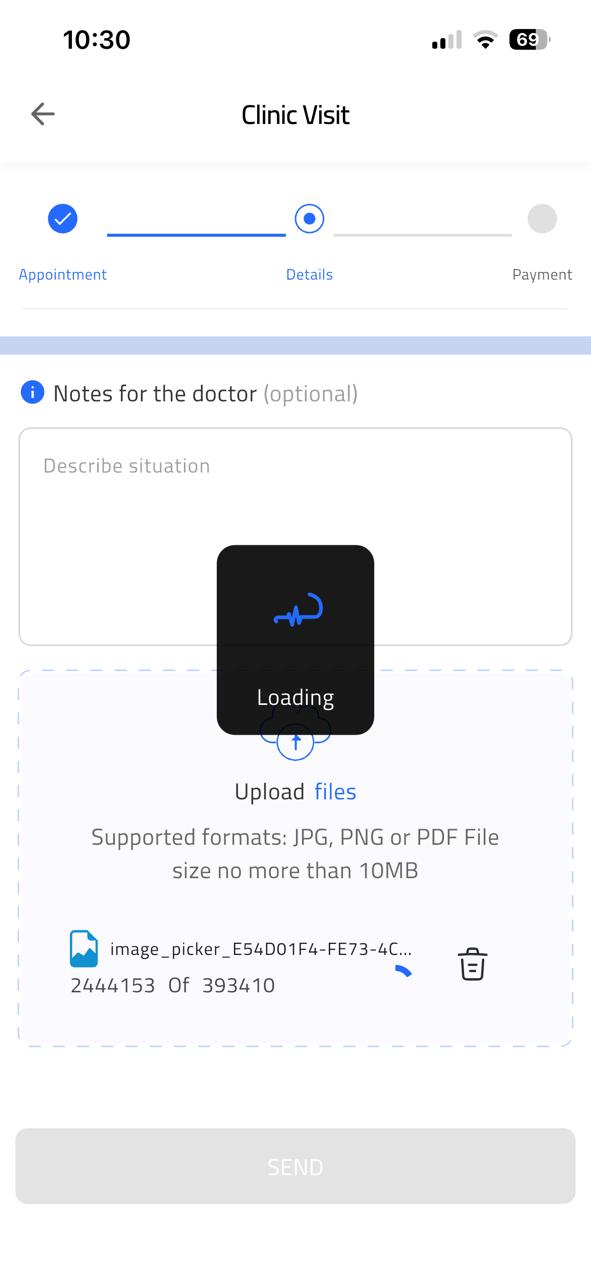 10:30
69
Clinic Visit
Appointment
Details
Payment
Notes for the doctor (optional)
Describe situation
Loading
Upload files
Supported formats: JPG, PNG or PDF File
size no more than 10MB
image_picker_E54D01F4-FE73-4C...
2444153 Of 393410
SEND